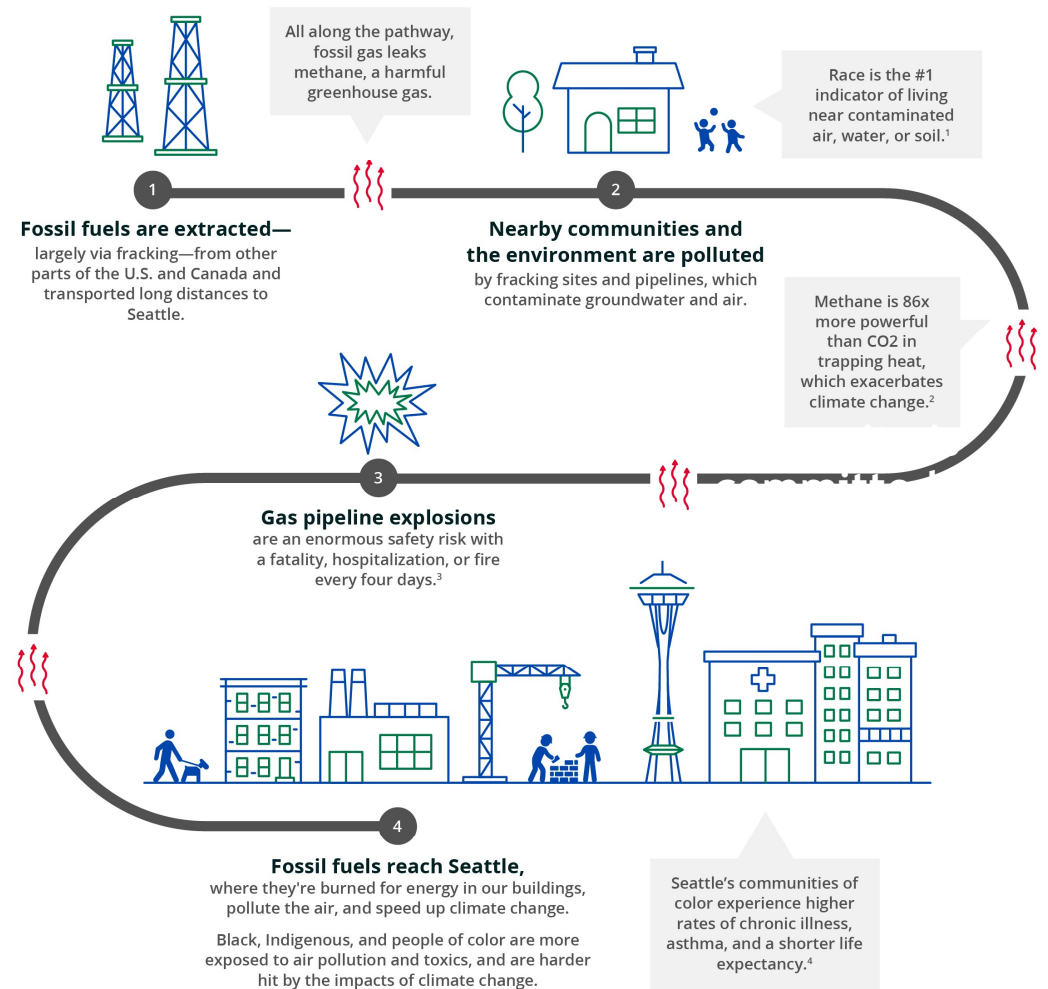 All along the pathway,
fossil gas leaks
methane, a harmful
greenhouse gas.
Race is the #1
indicator of living
near contaminated
air, water, or soil.¹
1
2
Fossil fuels are extracted—
largely via fracking—from other
parts of the U.S. and Canada and
transported long distances to
Seattle.
Nearby communities and
the environment are polluted
by fracking sites and pipelines, which
contaminate groundwater and air.
Methane is 86x
more powerful
than CO2 in
trapping heat,
which exacerbates
climate change.²
3
Gas pipeline explosions
are an enormous safety risk with
a fatality, hospitalization, or fire
every four days.³
4
Fossil fuels reach Seattle,
where they're burned for energy in our buildings,
pollute the air, and speed up climate change.
Black, Indigenous, and people of color are more
exposed to air pollution and toxics, and are harder
hit by the impacts of climate change.
Seattle’s communities of
color experience higher
rates of chronic illness,
asthma, and a shorter life
expectancy.⁴